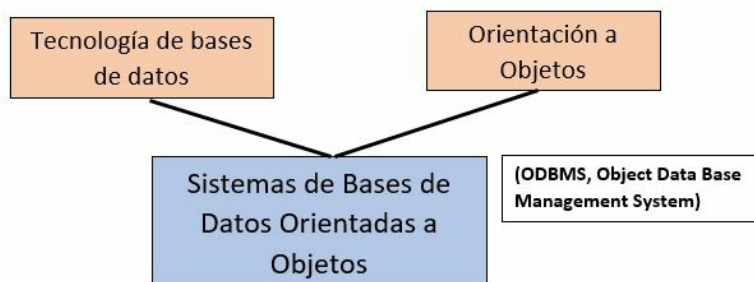 Tecnología de bases
de datos
Orientación a
Objetos
Sistemas de Bases de
Datos Orientadas a
Objetos
(ODBMS, Object Data Base
Management System)